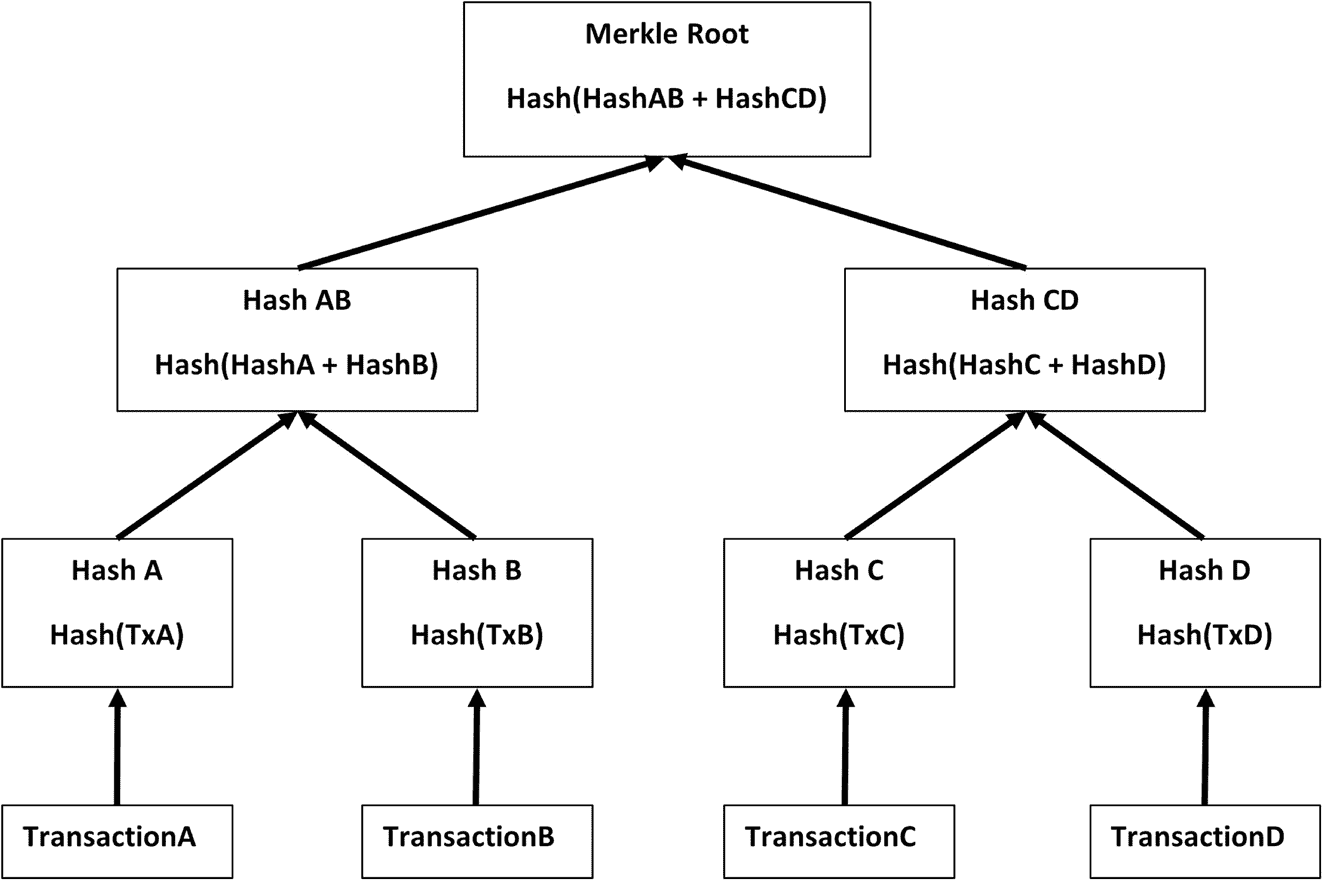 Merkle Root
Hash(HashAB + HashCD)
Hash AB
Hash(HashA + HashB)
Hash CD
Hash(HashC + HashD)
Hash A
Hash(TxA)
Hash B
Hash(TxB)
Hash C
Hash(TxC)
Hash D
Hash(TxD)
TransactionA
TransactionB
TransactionC
TransactionD